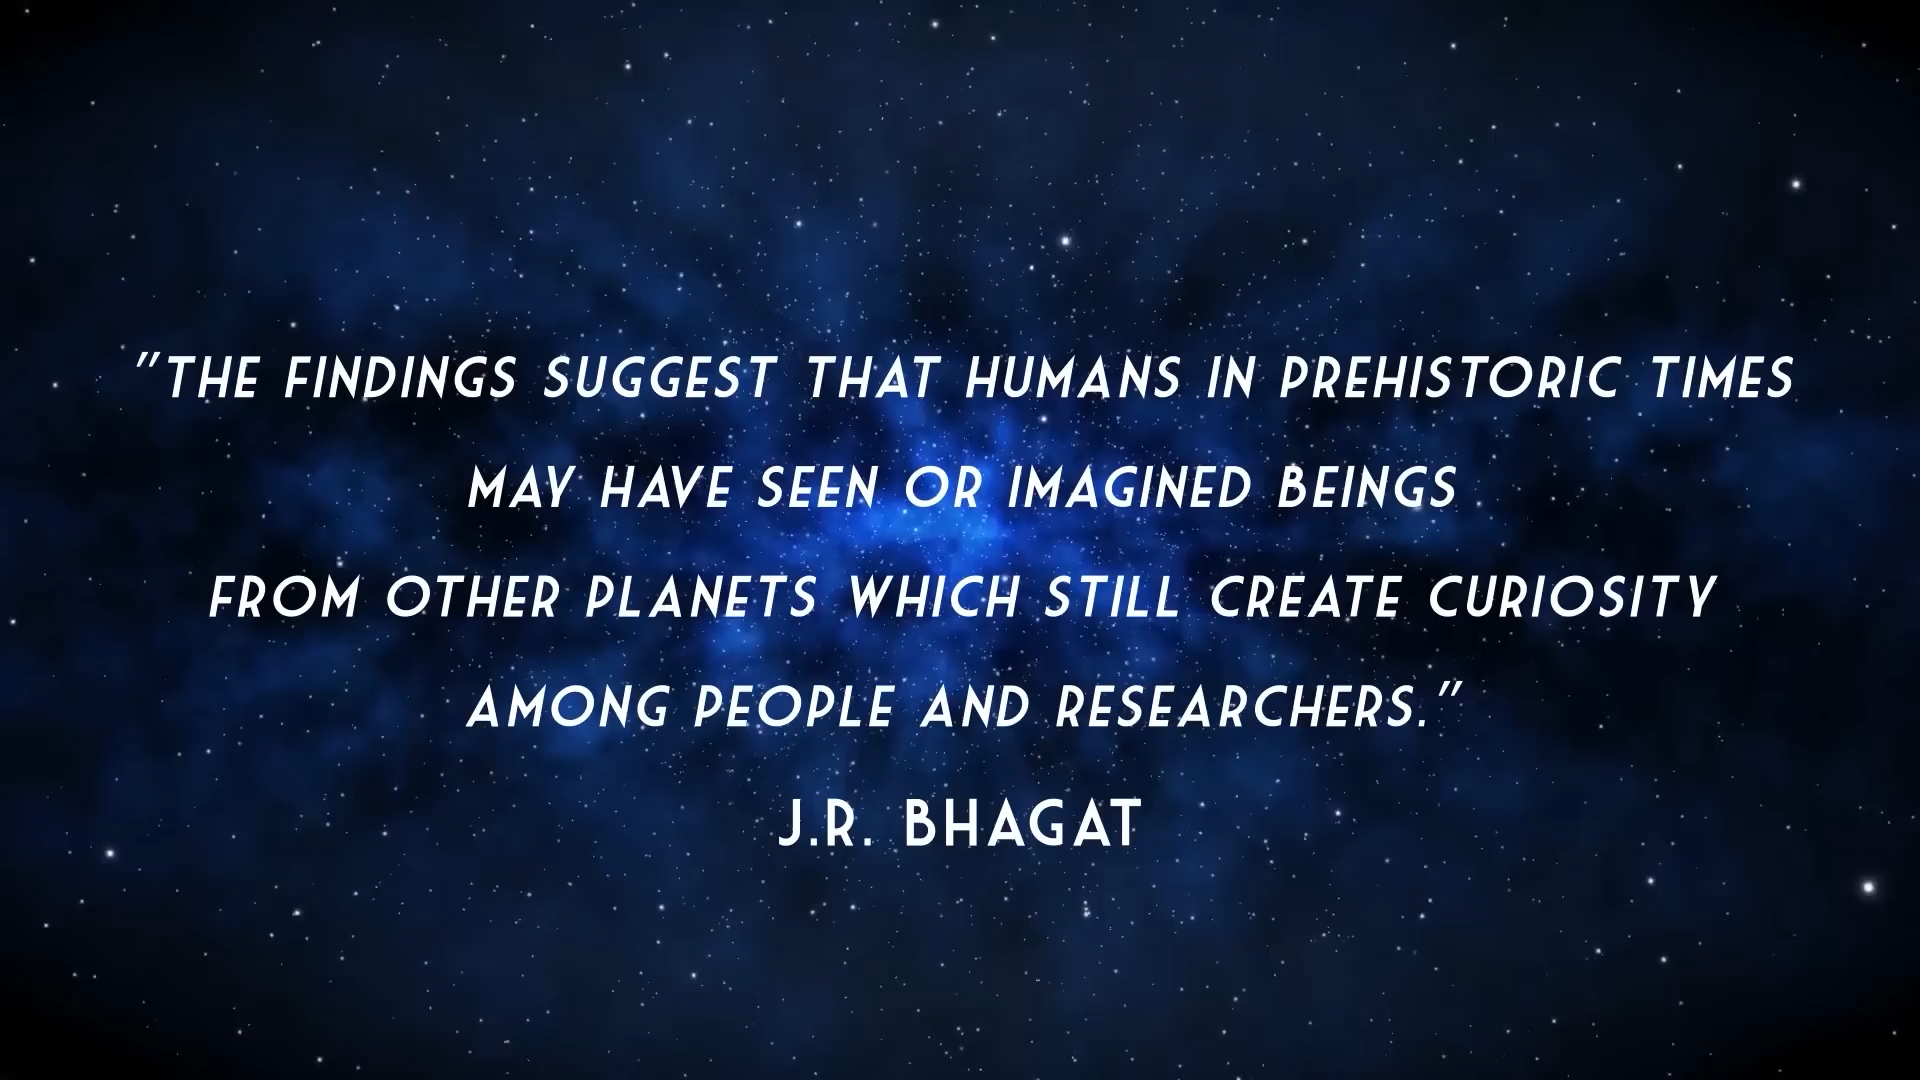 "THE FINDINGS SUGGEST THAT HUMANS IN PREHISTORIC TIMES
MAY HAVE SEEN OR IMAGINED BEINGS
FROM OTHER PLANETS WHICH STILL CREATE CURIOSITY
AMONG PEOPLE AND RESEARCHERS."
J.R. BHAGAT